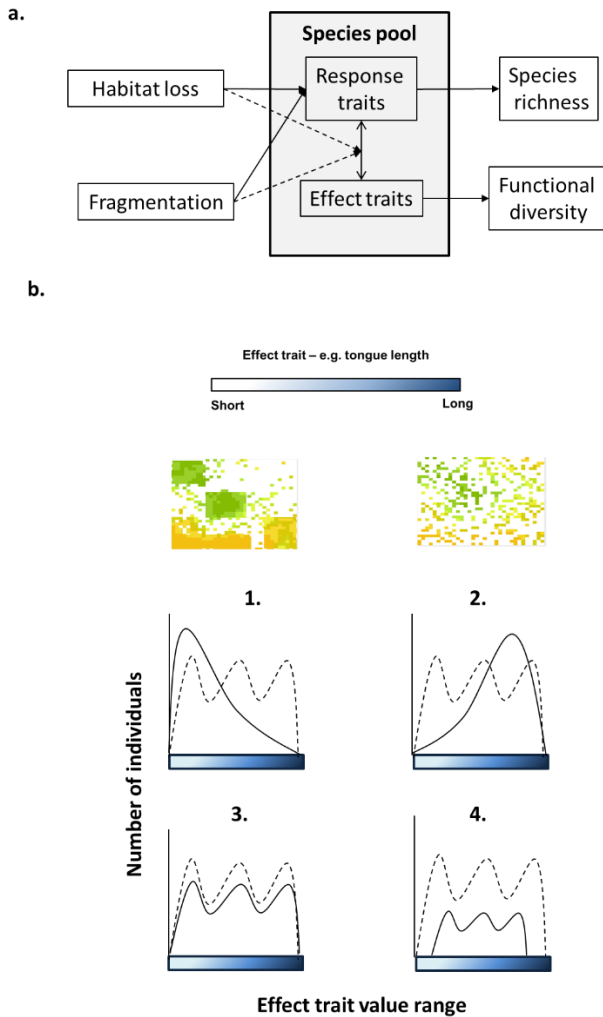 a.
Species pool
Habitat loss
Response
traits
Species
richness
Fragmentation
Effect traits
Functional
diversity
b.
Effect trait – e.g. tongue length
Short
Long
1.
2.
Number of individuals
3.
4.
Effect trait value range